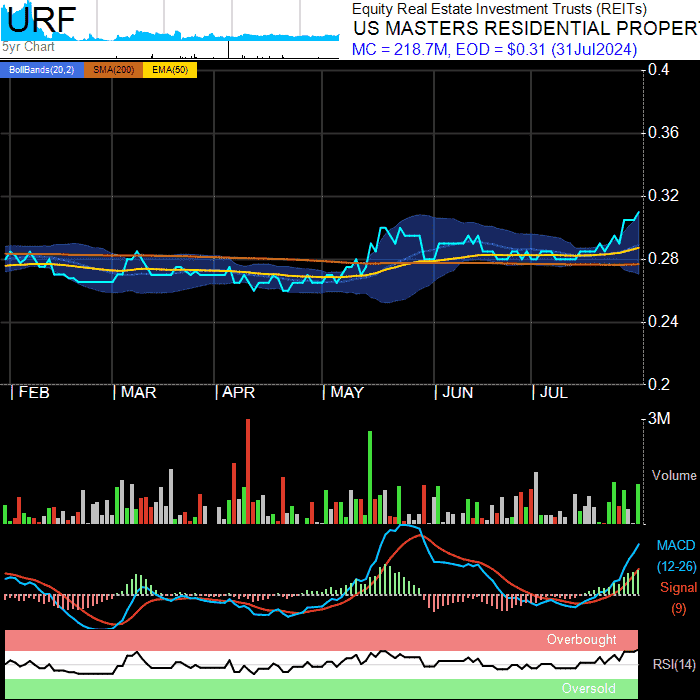 URF
5yr Chart
Equity Real Estate Investment Trusts (REITs)
US MASTERS RESIDENTIAL PROPER
MC = 218.7M, EOD = $0.31 (31Jul2024)
BollBands(20,2) SMA(200) EMA(50)
0.4
0.36
0.32
0.28
0.24
0.2
FEB MAR APR MAY JUN JUL
3M
Volume
MACD
(12-26)
Signal
(9)
Overbought
RSI(14)
Oversold